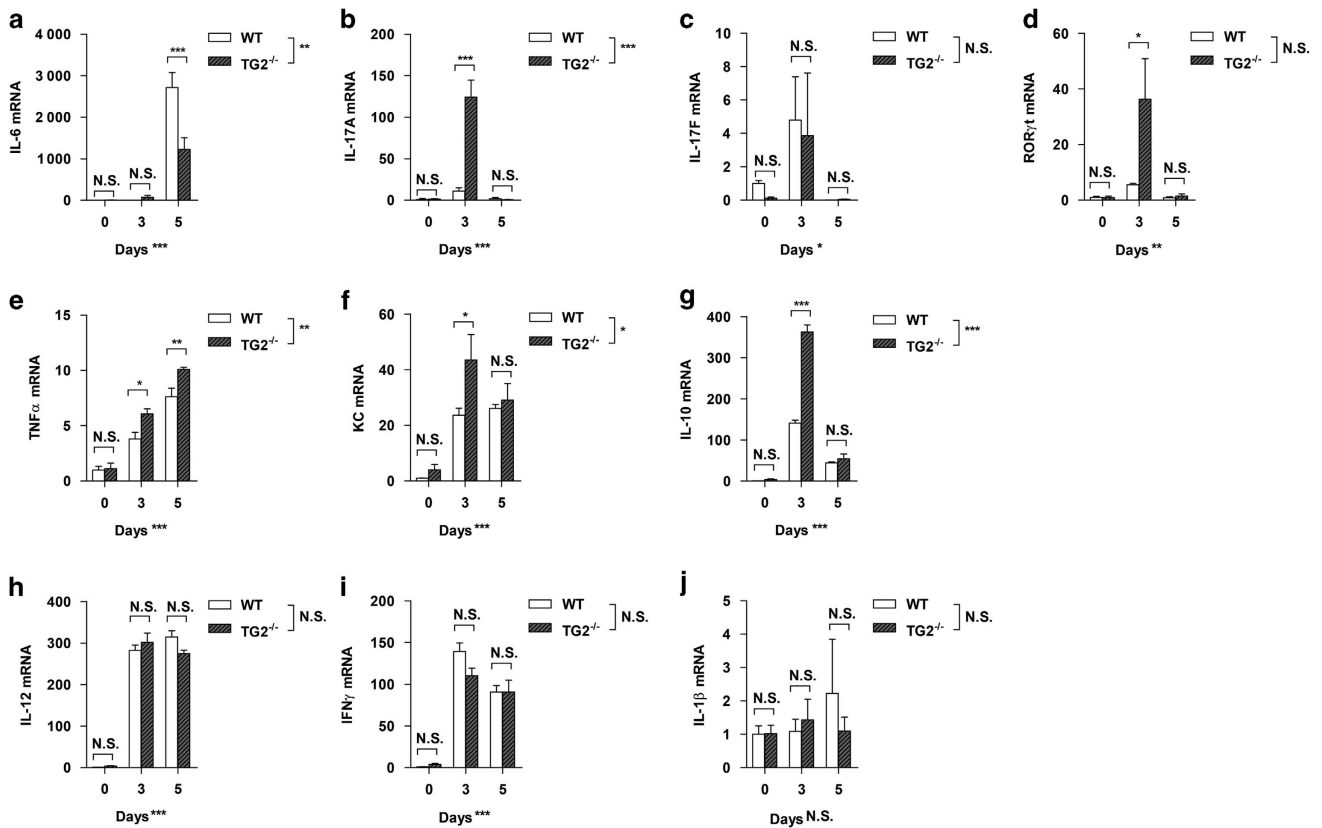 a
4 000
3 000
2 000
1 000
0
IL-6 mRNA
N.S.
N.S.
***
WT
TG2-/-
**
0 3 5
Days ***
b
200
150
100
50
0
IL-17A mRNA
N.S.
***
N.S.
WT
TG2-/-
***
0 3 5
Days ***
c
10
8
6
4
2
0
IL-17F mRNA
N.S.
N.S.
N.S.
WT
TG2-/-
N.S.
0 3 5
Days *
d
60
40
20
0
RORγt mRNA
N.S.
*
N.S.
WT
TG2-/-
N.S.
0 3 5
Days **
e
15
10
5
0
TNFα mRNA
N.S.
*
**
WT
TG2-/-
**
0 3 5
Days ***
f
60
40
20
0
KC mRNA
N.S.
*
N.S.
WT
TG2-/-
*
0 3 5
Days ***
g
400
300
200
100
0
IL-10 mRNA
N.S.
***
N.S.
WT
TG2-/-
***
0 3 5
Days ***
h
400
300
200
100
0
IL-12 mRNA
N.S.
N.S.
N.S.
WT
TG2-/-
N.S.
0 3 5
Days ***
i
200
150
100
50
0
IFNγ mRNA
N.S.
N.S.
N.S.
WT
TG2-/-
N.S.
0 3 5
Days ***
j
5
4
3
2
1
0
IL-1β mRNA
N.S.
N.S.
N.S.
WT
TG2-/-
N.S.
0 3 5
Days N.S.